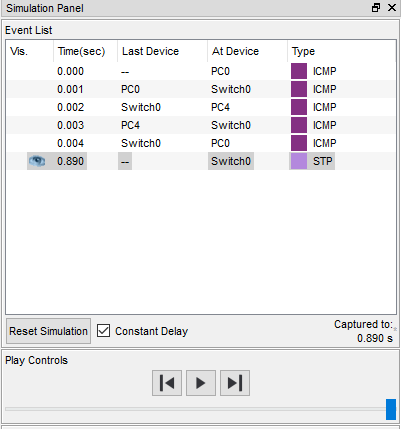 Simulation Panel
Event List
Vis. Time(sec) Last Device At Device Type
0.000 -- PC0 ICMP
0.001 PC0 Switch0 ICMP
0.002 Switch0 PC4 ICMP
0.003 PC4 Switch0 ICMP
0.004 Switch0 PC0 ICMP
0.890 -- Switch0 STP
Reset Simulation Constant Delay Captured to:*
0.890 s
Play Controls